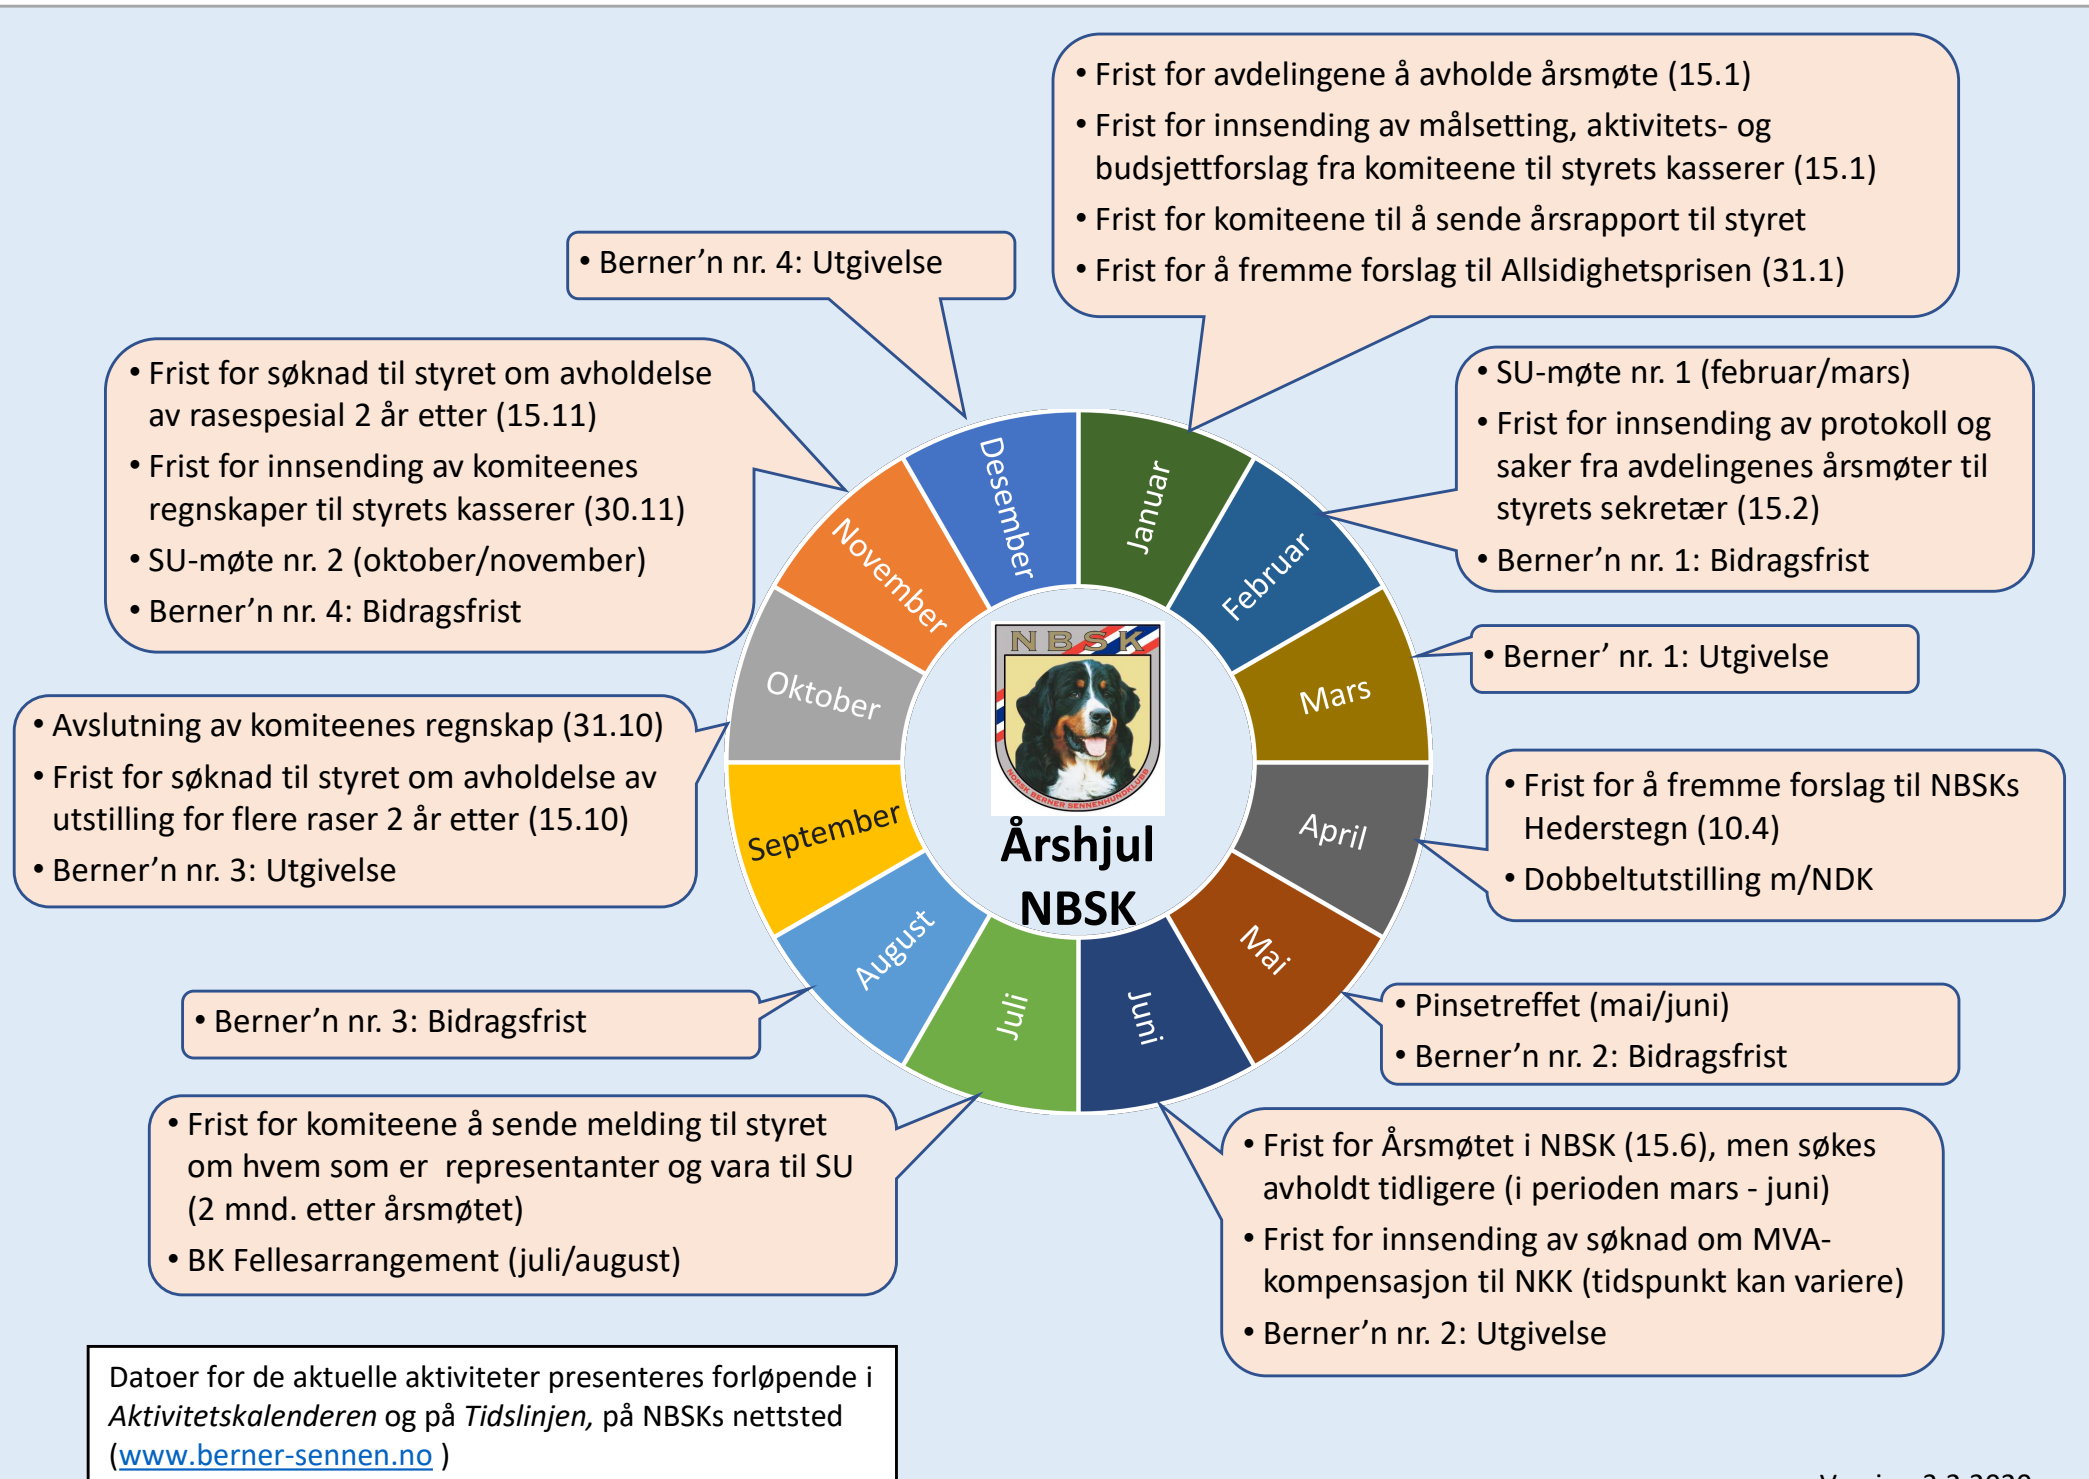 • Frist for avdelingene å avholde årsmøte (15.1)
• Frist for innsending av målsetting, aktivitets- og
budsjettforslag fra komiteene til styrets kasserer (15.1)
• Frist for komiteene til å sende årsrapport til styret
• Frist for å fremme forslag til Allsidighetsprisen (31.1)
• Berner’n nr. 4: Utgivelse
• Frist for søknad til styret om avholdelse
av rasespesial 2 år etter (15.11)
• Frist for innsending av komiteenes
regnskaper til styrets kasserer (30.11)
• SU-møte nr. 2 (oktober/november)
• Berner’n nr. 4: Bidragsfrist
• SU-møte nr. 1 (februar/mars)
• Frist for innsending av protokoll og
saker fra avdelingenes årsmøter til
styrets sekretær (15.2)
• Berner’n nr. 1: Bidragsfrist
• Berner’ nr. 1: Utgivelse
• Avslutning av komiteenes regnskap (31.10)
• Frist for søknad til styret om avholdelse av
utstilling for flere raser 2 år etter (15.10)
• Berner’n nr. 3: Utgivelse
• Frist for å fremme forslag til NBSKs
Hederstegn (10.4)
• Dobbeltutstilling m/NDK
Januar
Februar
Mars
April
Mai
Juni
Juli
August
September
Oktober
November
Desember
NBSK
NORSK BERNER SENNENHUNDKLUBB
Årshjul
NBSK
• Berner’n nr. 3: Bidragsfrist
• Pinsetreffet (mai/juni)
• Berner’n nr. 2: Bidragsfrist
• Frist for komiteene å sende melding til styret
om hvem som er  representanter og vara til SU
(2 mnd. etter årsmøtet)
• BK Fellesarrangement (juli/august)
• Frist for Årsmøtet i NBSK (15.6), men søkes
avholdt tidligere (i perioden mars - juni)
• Frist for innsending av søknad om MVA-
kompensasjon til NKK (tidspunkt kan variere)
• Berner’n nr. 2: Utgivelse
Datoer for de aktuelle aktiviteter presenteres forløpende i
Aktivitetskalenderen og på Tidslinjen, på NBSKs nettsted
(www.berner-sennen.no )